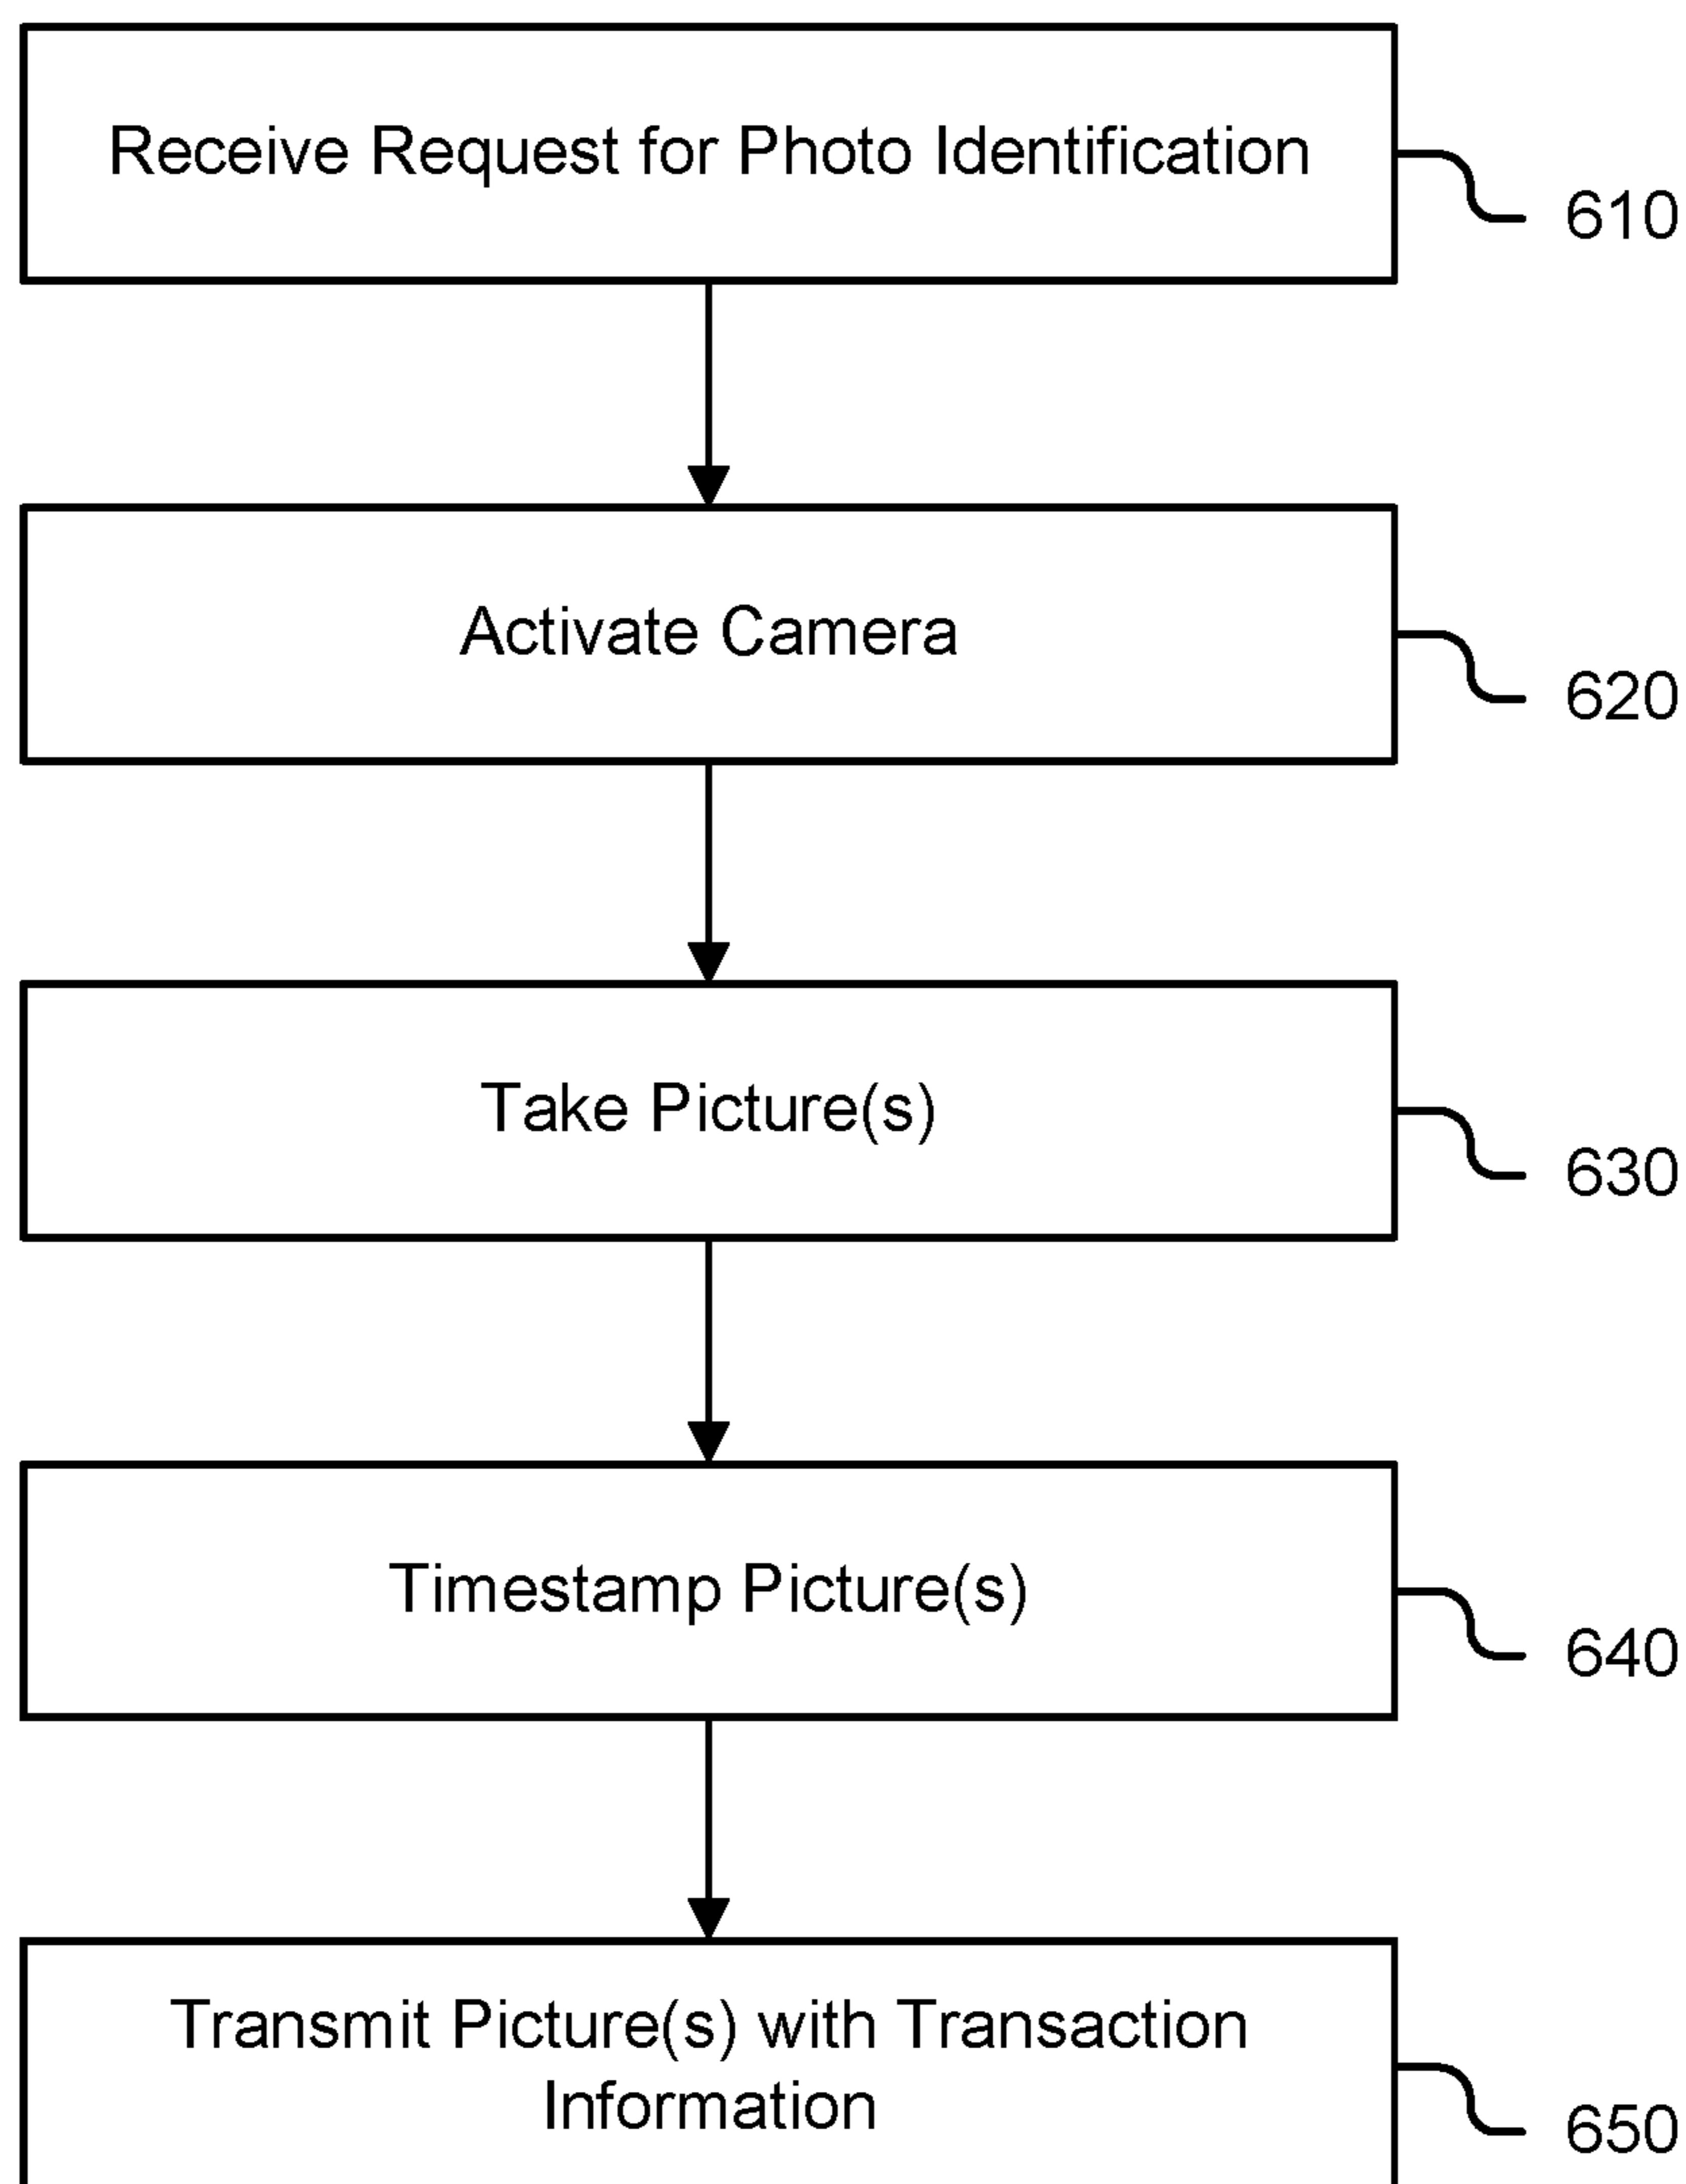 Receive Request for Photo Identification
610
Activate Camera
620
Take Picture(s)
630
Timestamp Picture(s)
640
Transmit Picture(s) with Transaction
Information
650